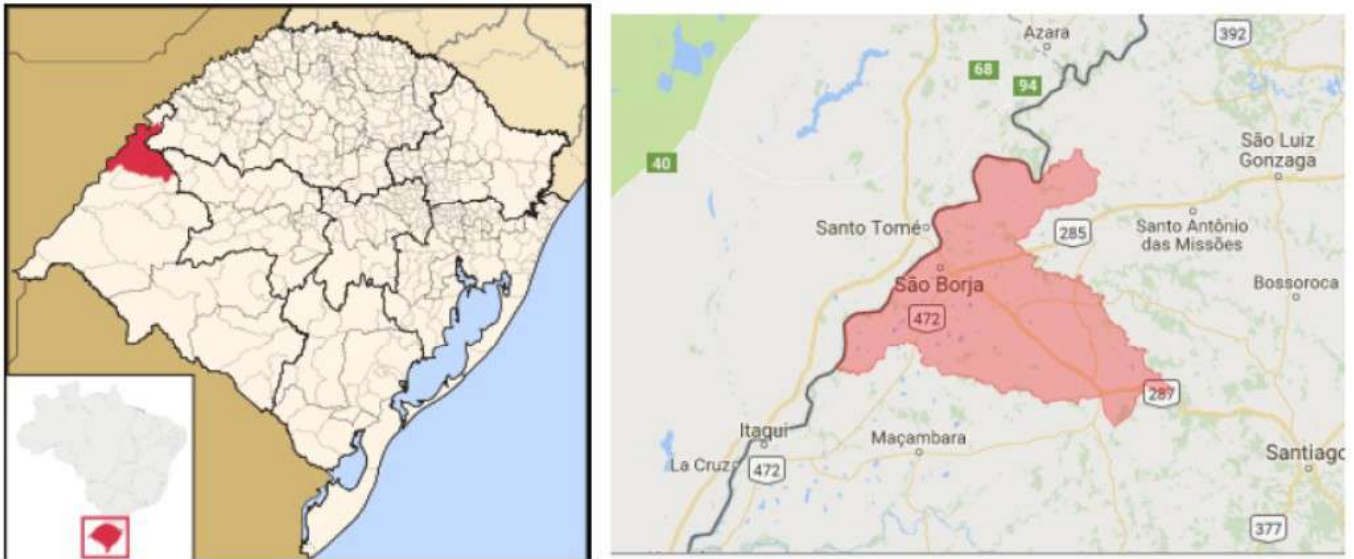 Azara
392
68
94
São Luiz
Gonzaga
40
Santo Tomé
285
Santo Antônio
das Missões
São Borja
Bossoroca
472
287
Itaqui
Maçambara
La Cruz
472
Santiago
377